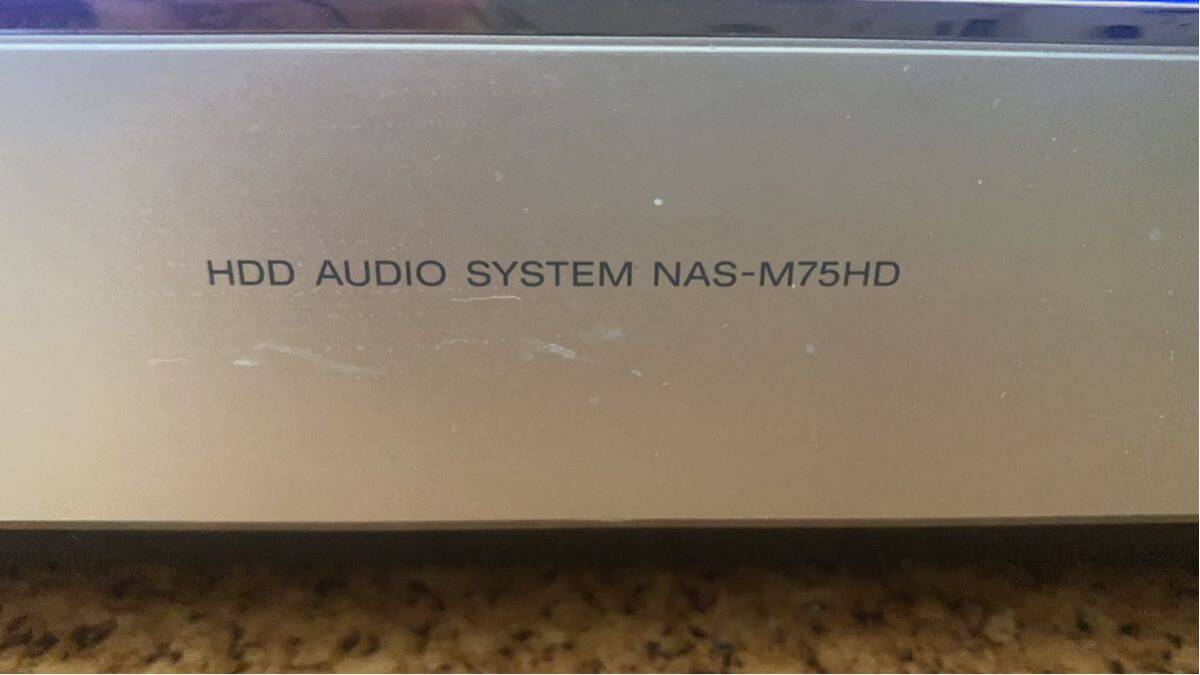 HDD AUDIO SYSTEM NAS-M75HD